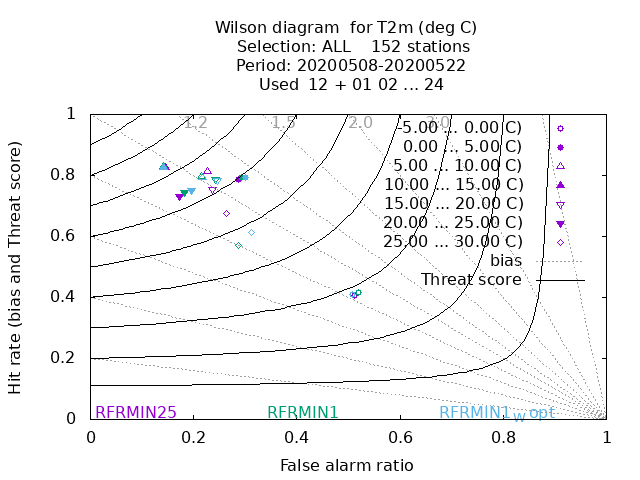 Wilson diagram for T2m (deg C)
Selection: ALL 152 stations
Period: 20200508-20200522
Used 12 + 01 02 ... 24
Hit rate (bias and Threat score)
1
0.8
0.6
0.4
0.2
0
1.2
1.5
2.0
3.0
-5.00 ... 0.00 C)
0.00 ... 5.00 C)
5.00 ... 10.00 C)
10.00 ... 15.00 C)
15.00 ... 20.00 C)
20.00 ... 25.00 C)
25.00 ... 30.00 C)
bias
Threat score
RFRMIN25 RFRMIN1 RFRMIN1_W_opt
0 0.2 0.4 0.6 0.8 1
False alarm ratio